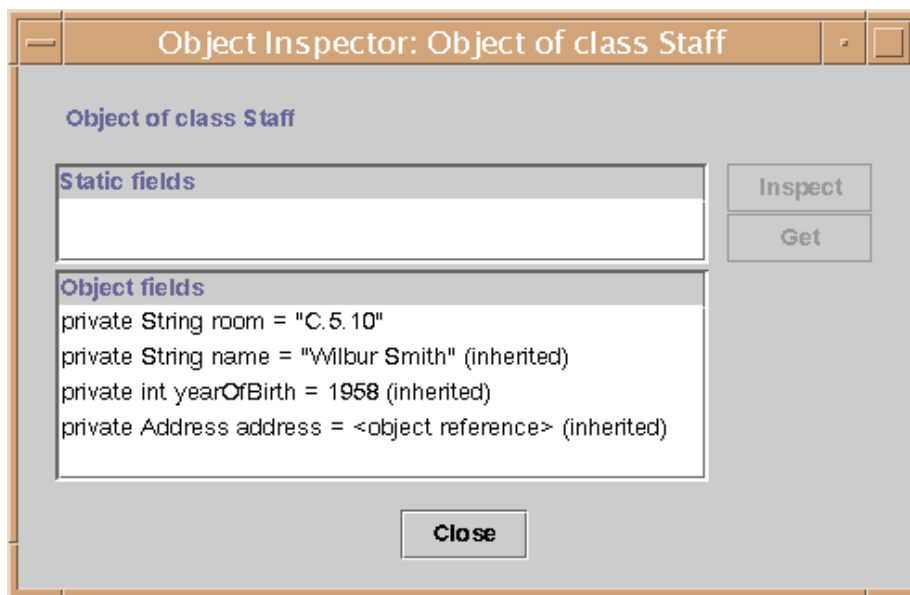 Object Inspector: Object of class Staff
Object of class Staff
Static fields
Inspect
Get
Object fields
private String room = "C.5.10"
private String name = "Wilbur Smith" (inherited)
private int yearOfBirth = 1958 (inherited)
private Address address = <object reference> (inherited)
Close